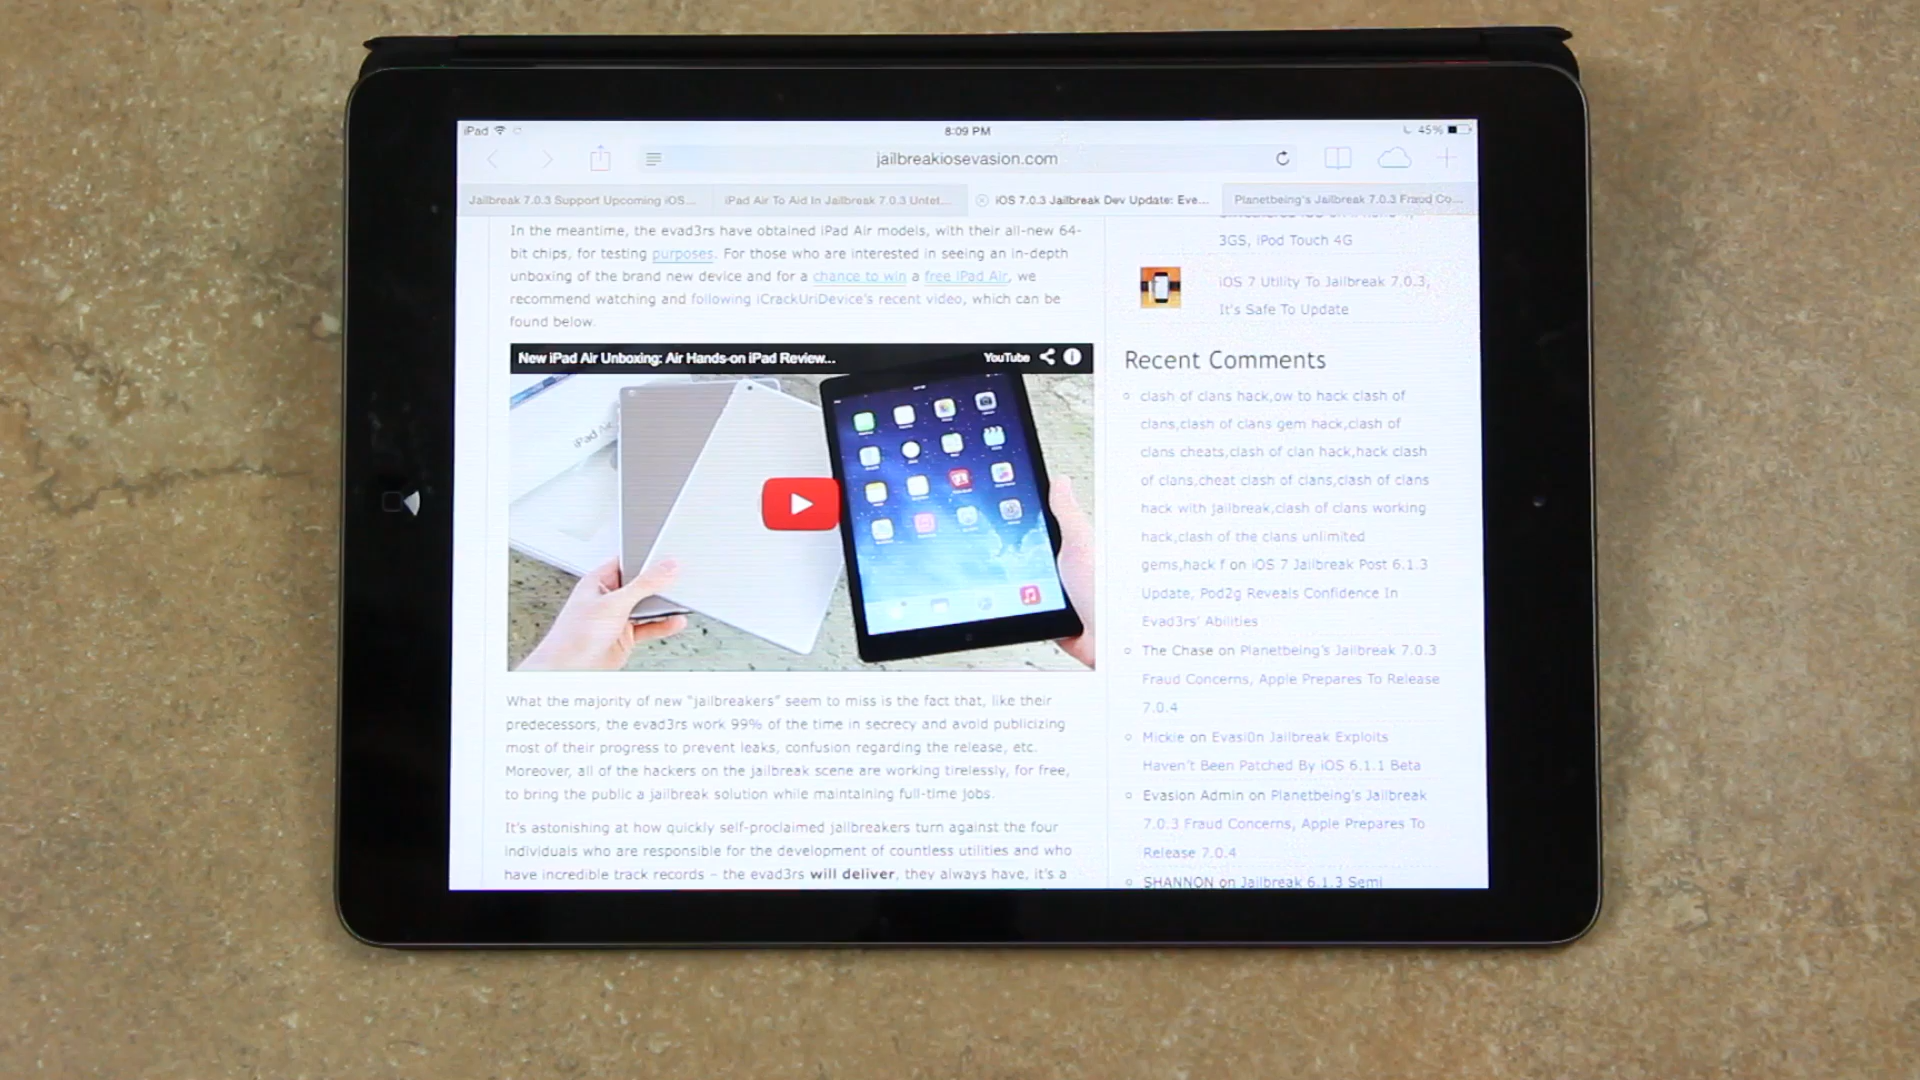 iPad
8:09 PM
45%
jailbreakiosevasion.com
Jailbreak 7.0.3 Support Upcoming iOS...
iPad Air To Aid In Jailbreak 7.0.3 Untet...
iOS 7.0.3 Jailbreak Dev Update: Eve...
Planetbeing's Jailbreak 7.0.3 Fraud Co...
In the meantime, the evad3rs have obtained iPad Air models, with their all-new 64-
bit chips, for testing purposes. For those who are interested in seeing an in-depth
unboxing of the brand new device and for a chance to win a free iPad Air, we
recommend watching and following iCrackUriDevice's recent video, which can be
found below.
New iPad Air Unboxing: Air Hands-on iPad Review...
YouTube
iPad Air
What the majority of new "jailbreakers" seem to miss is the fact that, like their
predecessors, the evad3rs work 99% of the time in secrecy and avoid publicizing
most of their progress to prevent leaks, confusion regarding the release, etc.
Moreover, all of the hackers on the jailbreak scene are working tirelessly, for free,
to bring the public a jailbreak solution while maintaining full-time jobs.
It's astonishing at how quickly self-proclaimed jailbreakers turn against the four
individuals who are responsible for the development of countless utilities and who
have incredible track records – the evad3rs will deliver, they always have, it's a
3GS, iPod Touch 4G
iOS 7 Utility To Jailbreak 7.0.3,
It's Safe To Update
Recent Comments
clash of clans hack,ow to hack clash of
clans,clash of clans gem hack,clash of
clans cheats,clash of clan hack,hack clash
of clans,cheat clash of clans,clash of clans
hack with jailbreak,clash of clans working
hack,clash of the clans unlimited
gems,hack f on iOS 7 Jailbreak Post 6.1.3
Update, Pod2g Reveals Confidence In
Evad3rs' Abilities
The Chase on Planetbeing's Jailbreak 7.0.3
Fraud Concerns, Apple Prepares To Release
7.0.4
Mickie on Evasi0n Jailbreak Exploits
Haven't Been Patched By iOS 6.1.1 Beta
Evasion Admin on Planetbeing's Jailbreak
7.0.3 Fraud Concerns, Apple Prepares To
Release 7.0.4
SHANNON on Jailbreak 6.1.3 Semi